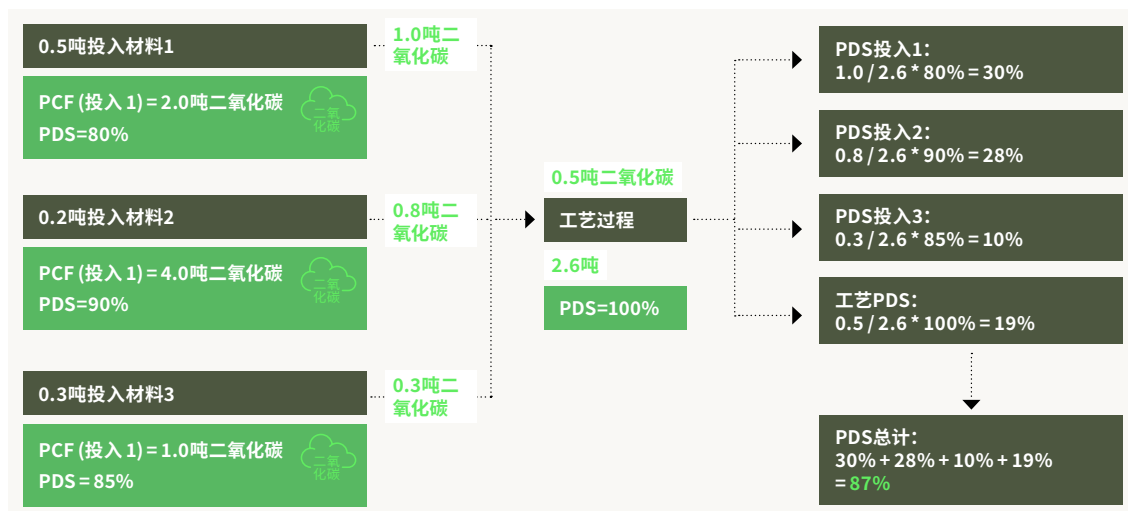 0.5吨投入材料1
PCF (投入 1) = 2.0吨二氧化碳
PDS=80%
二氧
化碳
1.0吨二
氧化碳
0.2吨投入材料2
PCF (投入 1) = 4.0吨二氧化碳
PDS=90%
二氧
化碳
0.8吨二
氧化碳
0.3吨投入材料3
PCF (投入 1) = 1.0吨二氧化碳
PDS = 85%
二氧
化碳
0.3吨二
氧化碳
0.5吨二氧化碳
工艺过程
2.6吨
PDS=100%
PDS投入1：
1.0 / 2.6 * 80% = 30%
PDS投入2：
0.8 / 2.6 * 90% = 28%
PDS投入3：
0.3 / 2.6 * 85% = 10%
工艺PDS：
0.5 / 2.6 * 100% = 19%
PDS总计：
30% + 28% + 10% + 19%
= 87%